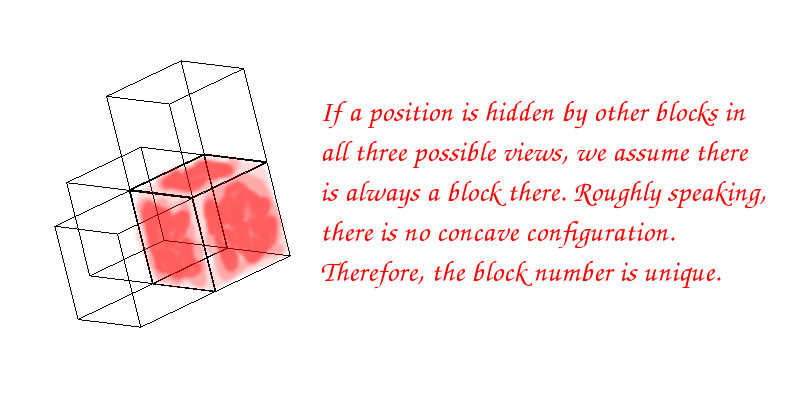 If a position is hidden by other blocks in
all three possible views, we assume there
is always a block there. Roughly speaking,
there is no concave configuration.
Therefore, the block number is unique.